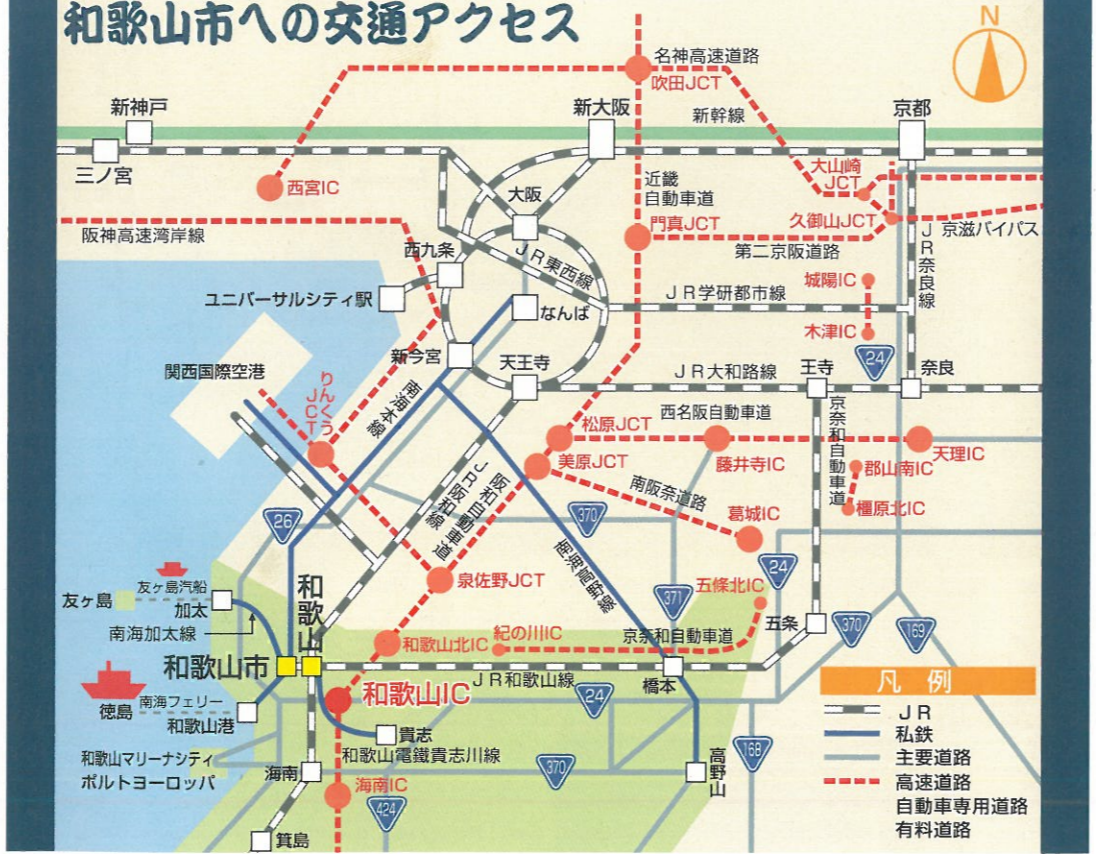 和歌山市への交通アクセス
N
名神高速道路
吹田JCT
新神戸
新大阪
新幹線
京都
三ノ宮
西宮IC
大阪
近畿
自動車道
大山崎
JCT
門真JCT
久御山JCT
阪神高速湾岸線
第二京阪道路
京滋バイパス
JR奈良線
西九条
JR東西線
城陽IC
ユニバーサルシティ駅
なんば
JR学研都市線
木津IC
24
新今宮
天王寺
JR大和路線
王寺
奈良
関西国際空港
りんくう
JCT
南海本線
西名阪自動車道
京奈和自動車道
松原JCT
藤井寺IC
天理IC
美原JCT
郡山南IC
橿原北IC
南阪奈道路
阪和自動車道
JR阪和線
葛城IC
26
370
南海高野線
24
泉佐野JCT
五條北IC
371
友ヶ島
友ヶ島汽船
加太
南海加太線
和歌山
五条
370
169
和歌山北IC
紀の川IC
京奈和自動車道
和歌山市
JR和歌山線
橋本
和歌山IC
24
徳島
南海フェリー
和歌山港
貴志
和歌山電鐵貴志川線
和歌山マリーナシティ
ポルトヨーロッパ
海南
370
高野山
168
海南IC
424
箕島
凡例
JR
私鉄
主要道路
高速道路
自動車専用道路
有料道路